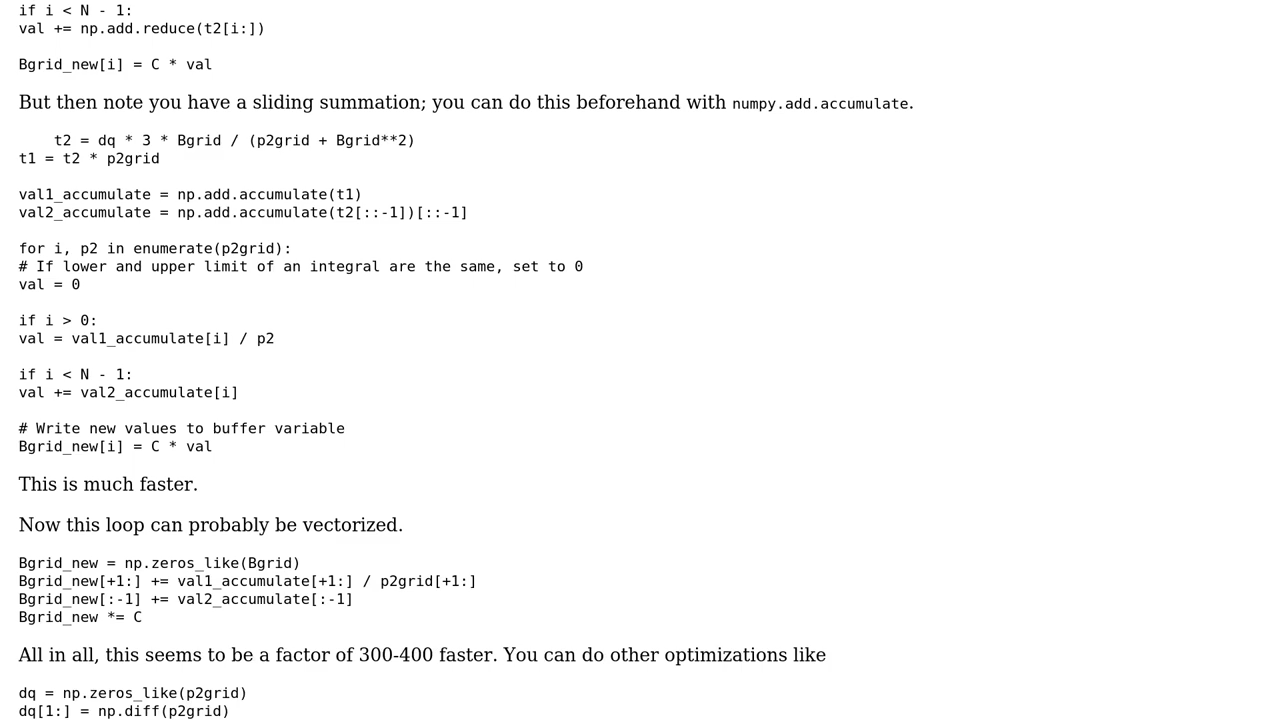 if i < N - 1:
val += np.add.reduce(t2[i:])
Bgrid_new[i] = C * val
But then note you have a sliding summation; you can do this beforehand with numpy.add.accumulate.
    t2 = dq * 3 * Bgrid / (p2grid + Bgrid**2)
t1 = t2 * p2grid
val1_accumulate = np.add.accumulate(t1)
val2_accumulate = np.add.accumulate(t2[::-1])[::-1]
for i, p2 in enumerate(p2grid):
# If lower and upper limit of an integral are the same, set to 0
val = 0
if i > 0:
val = val1_accumulate[i] / p2
if i < N - 1:
val += val2_accumulate[i]
# Write new values to buffer variable
Bgrid_new[i] = C * val
This is much faster.
Now this loop can probably be vectorized.
Bgrid_new = np.zeros_like(Bgrid)
Bgrid_new[+1:] += val1_accumulate[+1:] / p2grid[+1:]
Bgrid_new[:-1] += val2_accumulate[:-1]
Bgrid_new *= C
All in all, this seems to be a factor of 300-400 faster. You can do other optimizations like
dq = np.zeros_like(p2grid)
dq[1:] = np.diff(p2grid)